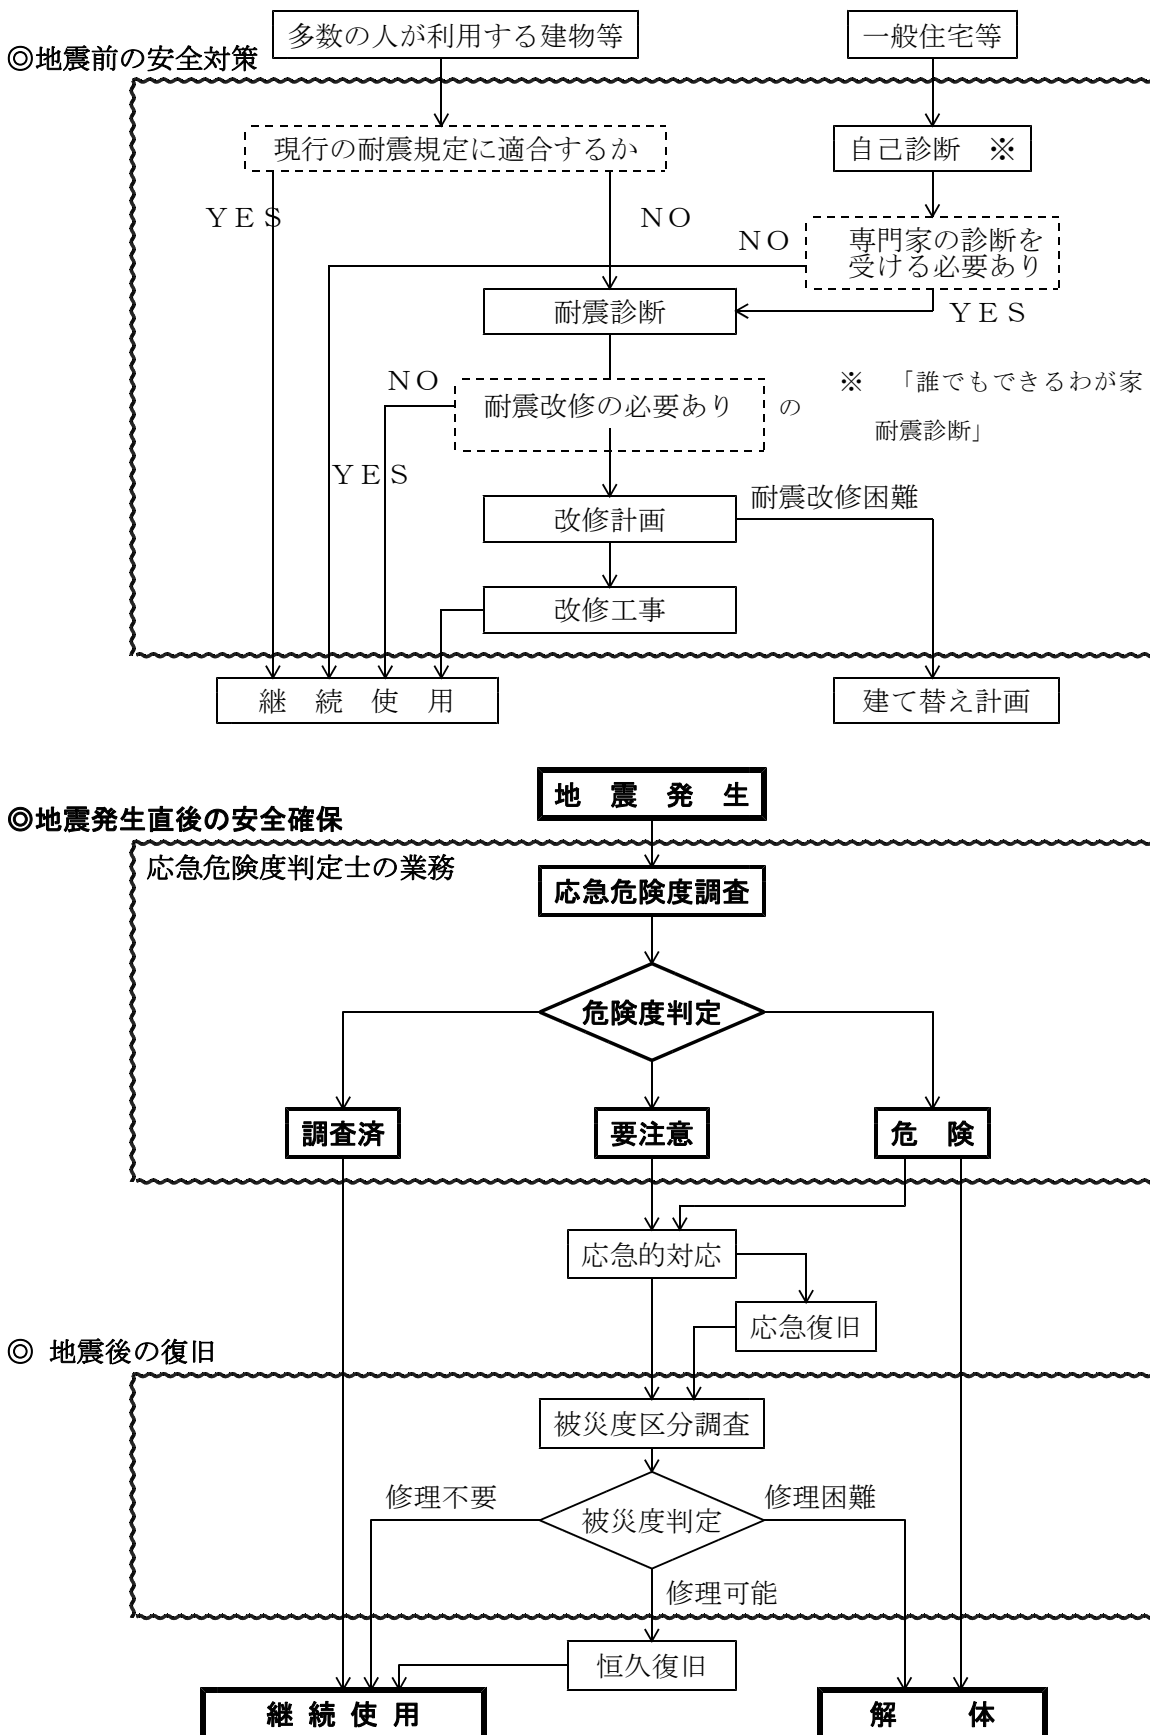 多数の人が利用する建物等
一般住宅等
◎地震前の安全対策
現行の耐震規定に適合するか
自己診断　※
ＹＥＳ
ＮＯ
ＮＯ
専門家の診断を
受ける必要あり
耐震診断
ＹＥＳ
ＮＯ
耐震改修の必要あり
※　「誰でもできるわが家
の
耐震診断」
ＹＥＳ
耐震改修困難
改修計画
改修工事
継　続　使　用
建て替え計画
地　震　発　生
◎地震発生直後の安全確保
応急危険度判定士の業務
応急危険度調査
危険度判定
調査済
要注意
危　険
応急的対応
応急復旧
◎ 地震後の復旧
被災度区分調査
修理不要
修理困難
被災度判定
修理可能
恒久復旧
継 続 使 用
解　　体